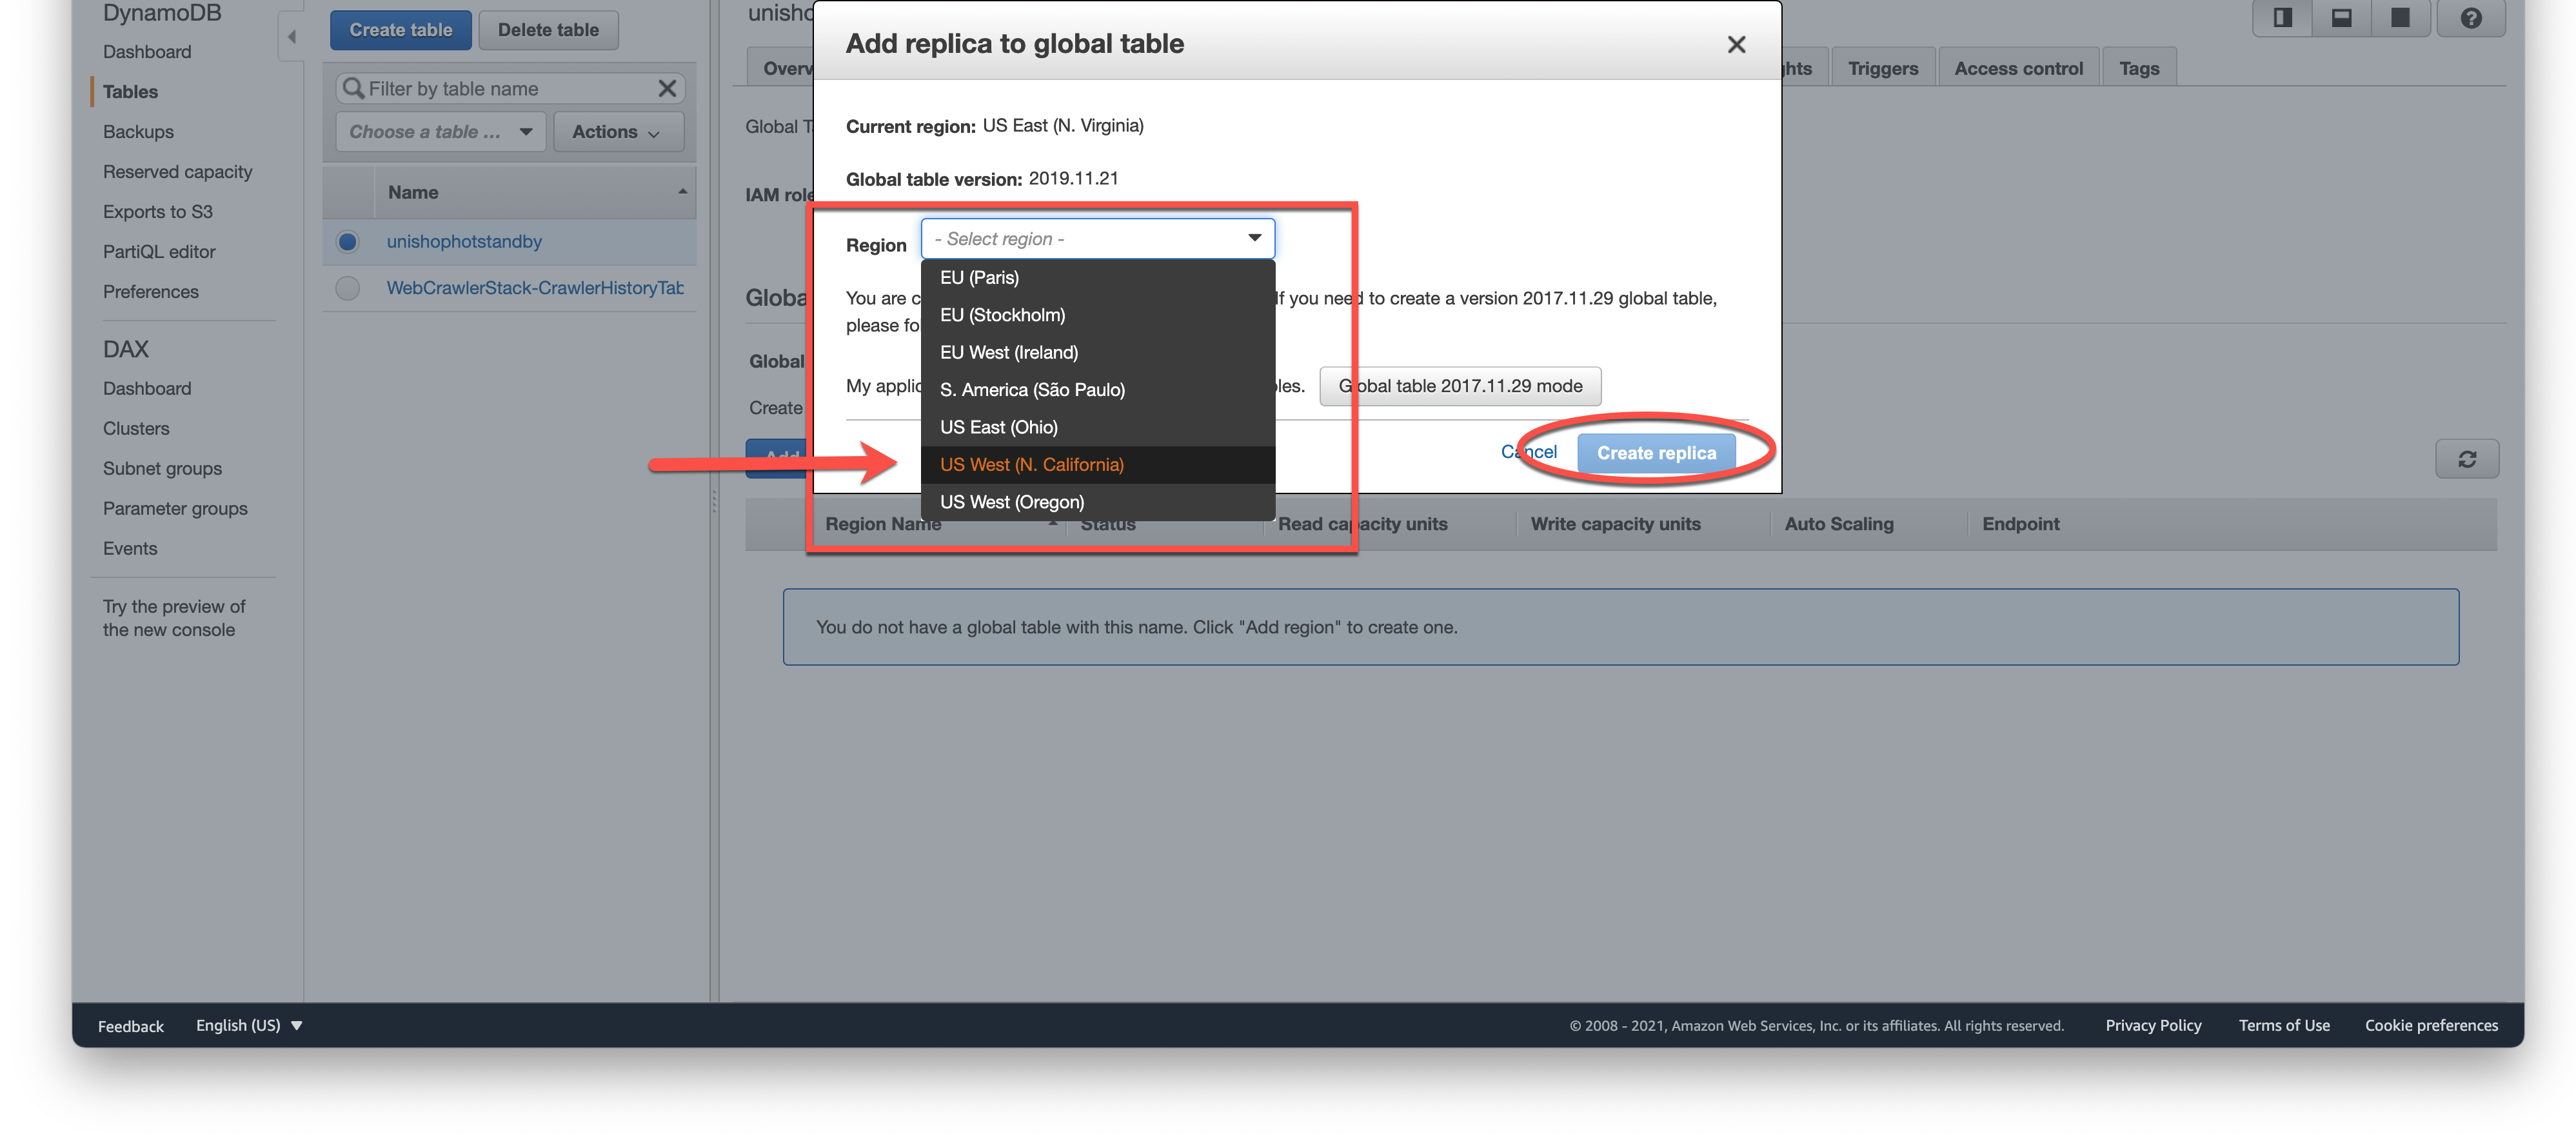 DynamoDB
Dashboard
Tables
Backups
Reserved capacity
Exports to S3
PartiQL editor
Preferences
DAX
Dashboard
Clusters
Subnet groups
Parameter groups
Events
Try the preview of
the new console
Create table
Delete table
Filter by table name
Choose a table ...
Actions
Name
unishophotstandby
WebCrawlerStack-CrawlerHistoryTab
Triggers
Access control
Tags
Add replica to global table
Current region: US East (N. Virginia)
Global table version: 2019.11.21
Region
- Select region -
EU (Paris)
EU (Stockholm)
EU West (Ireland)
S. America (São Paulo)
US East (Ohio)
US West (N. California)
US West (Oregon)
You are c
If you need to create a version 2017.11.29 global table,
please fo
My applic
Global table 2017.11.29 mode
Cancel
Create replica
Global T
IAM role
Globa
Global
Create
Add
Region Name
Status
Read capacity units
Write capacity units
Auto Scaling
Endpoint
You do not have a global table with this name. Click "Add region" to create one.
Feedback
English (US)
© 2008 - 2021, Amazon Web Services, Inc. or its affiliates. All rights reserved.
Privacy Policy
Terms of Use
Cookie preferences